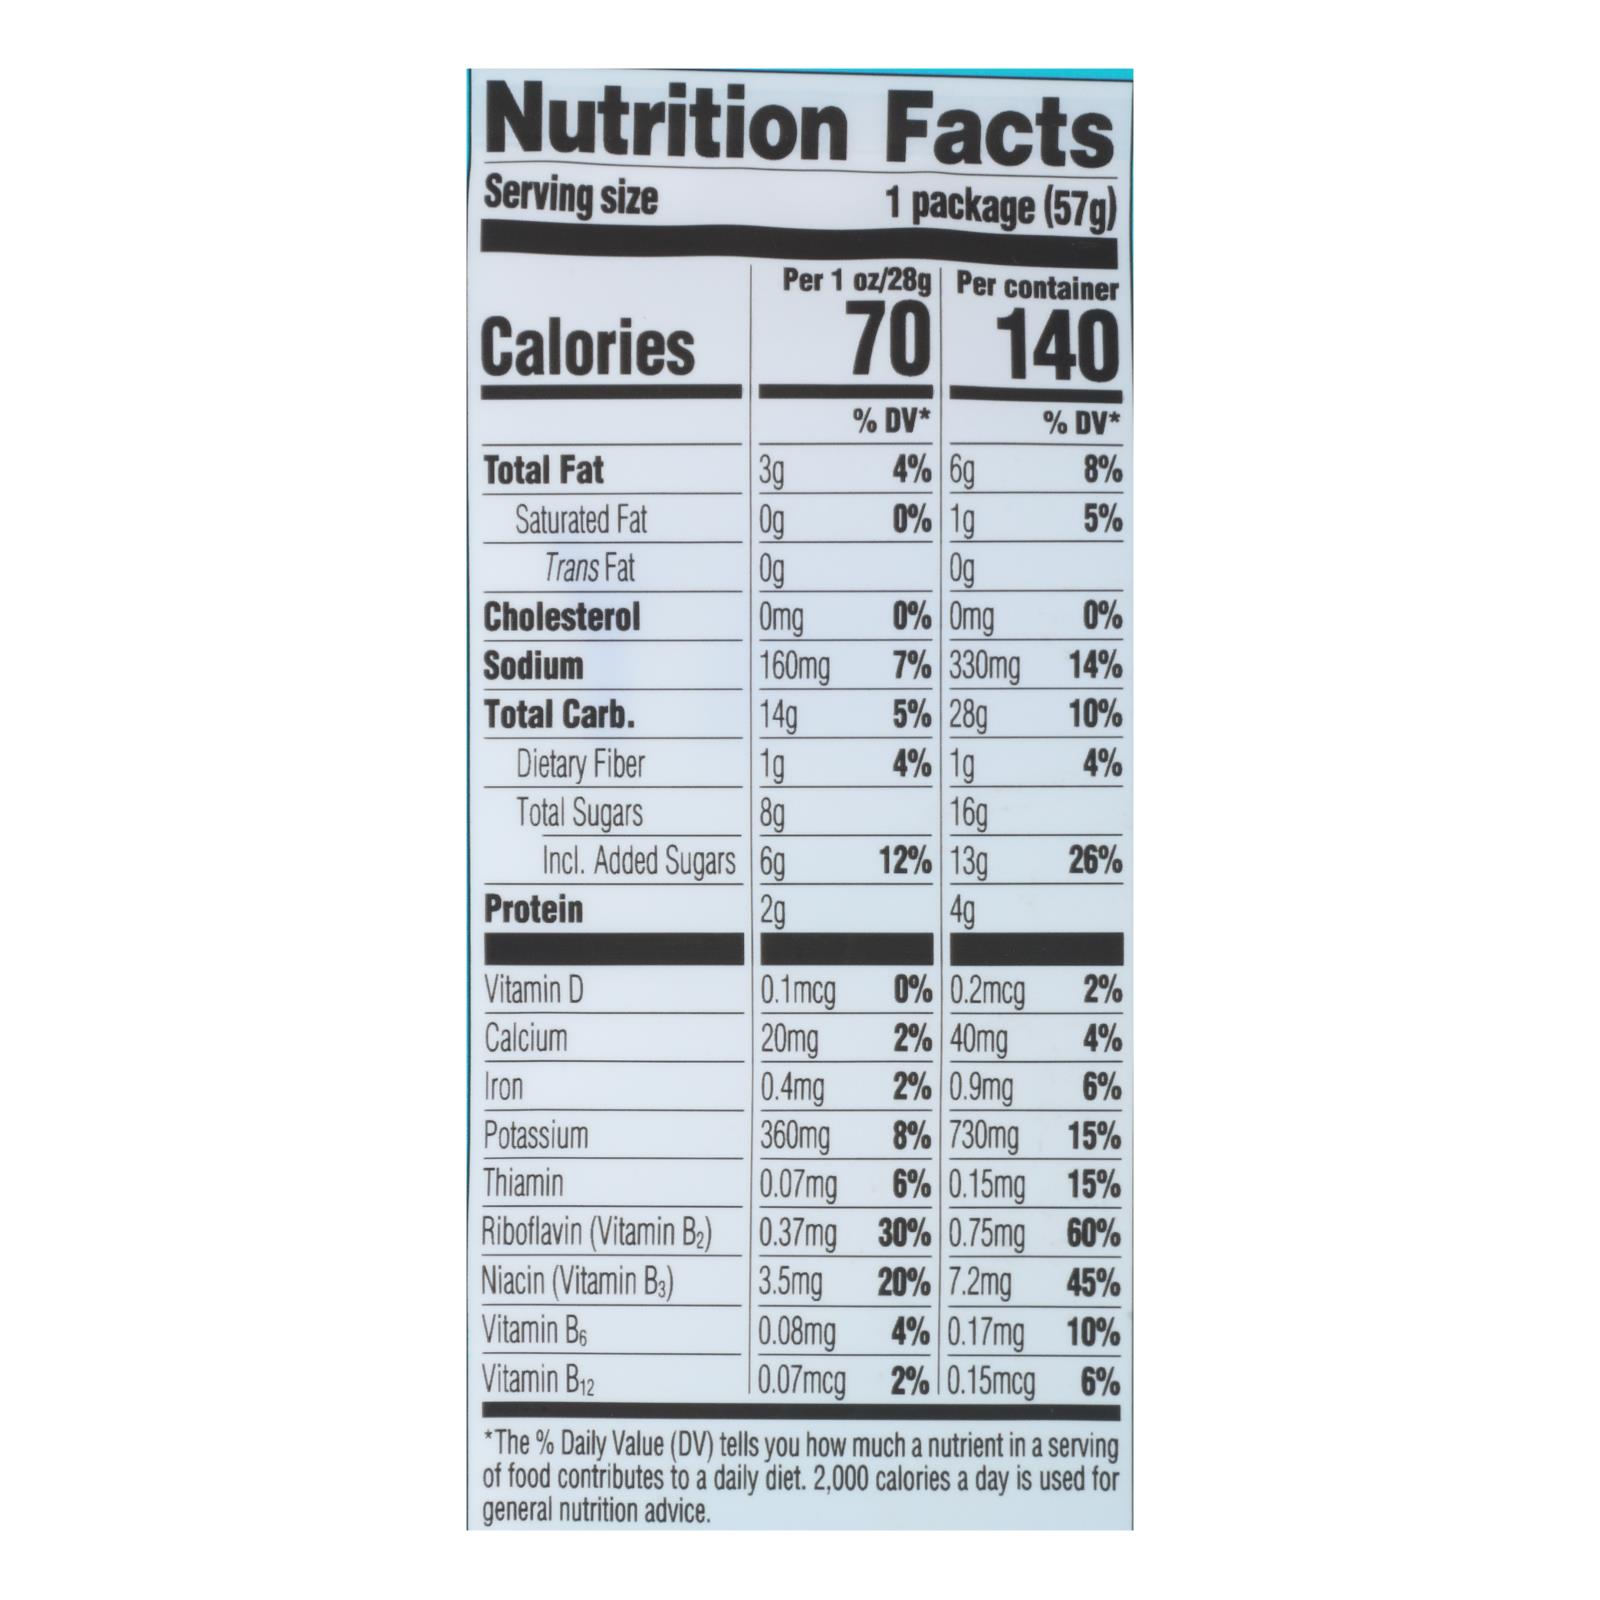 Nutrition Facts
Serving size 1 package (57g)
Per 1 oz/28g Per container
Calories 70 140
% DV* % DV*
Total Fat 3g 4% 6g 8%
Saturated Fat 0g 0% 1g 5%
Trans Fat 0g 0g
Cholesterol 0mg 0% 0mg 0%
Sodium 160mg 7% 330mg 14%
Total Carb. 14g 5% 28g 10%
Dietary Fiber 1g 4% 1g 4%
Total Sugars 8g 16g
Incl. Added Sugars 6g 12% 13g 26%
Protein 2g 4g
Vitamin D 0.1mcg 0% 0.2mcg 2%
Calcium 20mg 2% 40mg 4%
Iron 0.4mg 2% 0.9mg 6%
Potassium 360mg 8% 730mg 15%
Thiamin 0.07mg 6% 0.15mg 15%
Riboflavin (Vitamin B₂) 0.37mg 30% 0.75mg 60%
Niacin (Vitamin B₃) 3.5mg 20% 7.2mg 45%
Vitamin B₆ 0.08mg 4% 0.17mg 10%
Vitamin B₁₂ 0.07mcg 2% 0.15mcg 6%
*The % Daily Value (DV) tells you how much a nutrient in a serving
of food contributes to a daily diet. 2,000 calories a day is used for
general nutrition advice.